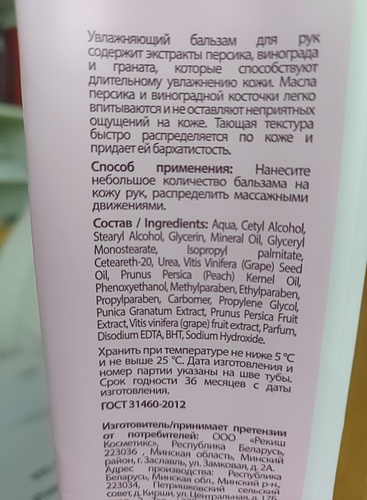 Увлажняющий бальзам для рук
содержит экстракты персика, винограда
и граната, которые способствуют
длительному увлажнению кожи. Масла
персика и виноградной косточки легко
впитываются и не оставляют неприятных
ощущений на коже. Тающая текстура
быстро распределяется по коже и
придает ей бархатистость.
Способ применения: Нанесите
небольшое количество бальзама на
кожу рук, распределить массажными
движениями.
Состав / Ingredients: Aqua, Cetyl Alcohol,
Stearyl Alcohol, Glycerin, Mineral Oil, Glyceryl
Monostearate, Isopropyl palmitate,
Ceteareth-20, Urea, Vitis Vinifera (Grape) Seed
Oil, Prunus Persica (Peach) Kernel Oil,
Phenoxyethanol, Methylparaben, Ethylparaben,
Propylparaben, Carbomer, Propylene Glycol,
Punica Granatum Extract, Prunus Persica Fruit
Extract, Vitis vinifera (grape) fruit extract, Parfum,
Disodium EDTA, BHT, Sodium Hydroxide.
Хранить при температуре не ниже 5 °C
и не выше 25 °C. Дата изготовления и
номер партии указаны на шве тубы.
Срок годности 36 месяцев с даты
изготовления.
ГОСТ 31460-2012
Изготовитель/принимает претензии
от потребителей: ООО «Рекиш
Косметик», Республика Беларусь,
223036 , Минская область, Минский
район, г. Заславль, ул. Замковая, д. 2А.
Адрес производства: Республика
Беларусь, Минская обл., Минский р-н.,
223034, Петришковский сельский
совет, д. Кирши, ул. Центральная, д. 17Б